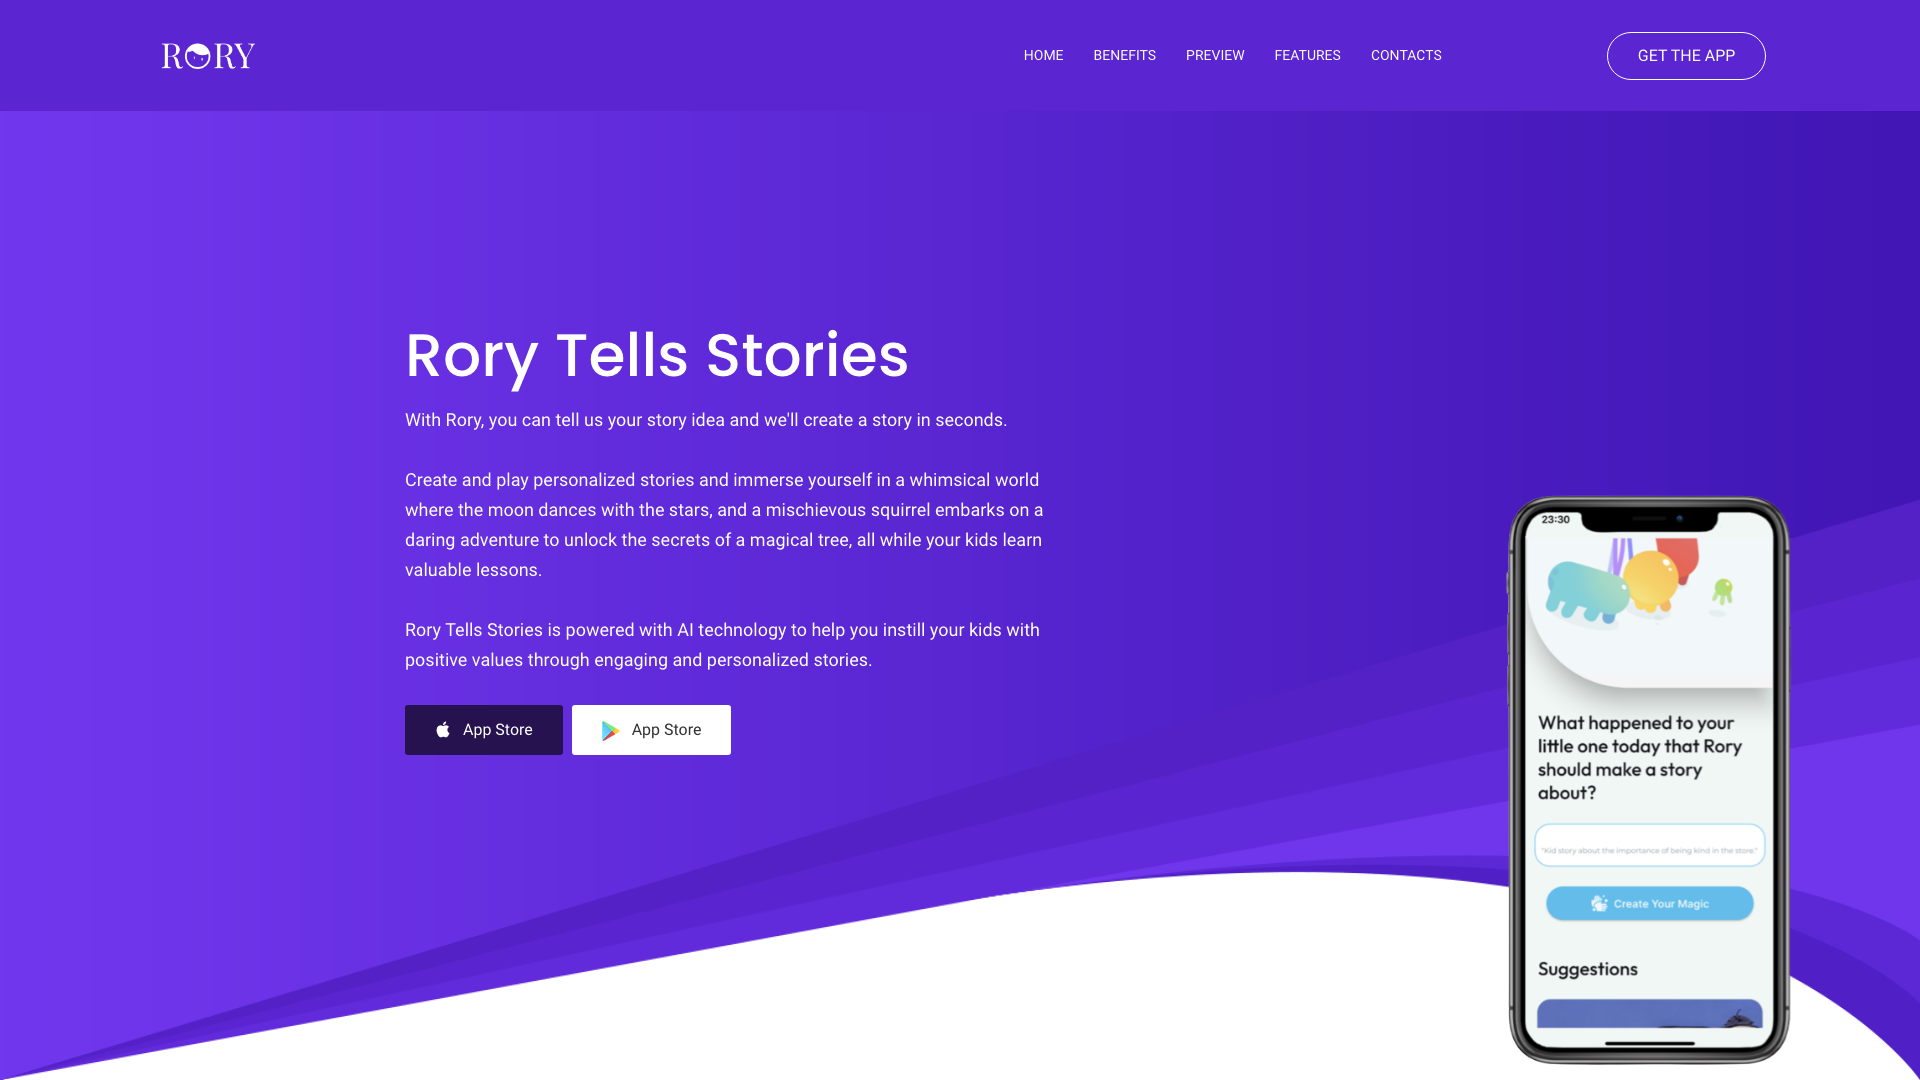 RORY
HOME BENEFITS PREVIEW FEATURES CONTACTS
GET THE APP
Rory Tells Stories
With Rory, you can tell us your story idea and we'll create a story in seconds.
Create and play personalized stories and immerse yourself in a whimsical world
where the moon dances with the stars, and a mischievous squirrel embarks on a
daring adventure to unlock the secrets of a magical tree, all while your kids learn
valuable lessons.
Rory Tells Stories is powered with AI technology to help you instill your kids with
positive values through engaging and personalized stories.
App Store
App Store
23:30
What happened to your
little one today that Rory
should make a story
about?
"Kid story about the importance of being kind in the store."
Create Your Magic
Suggestions